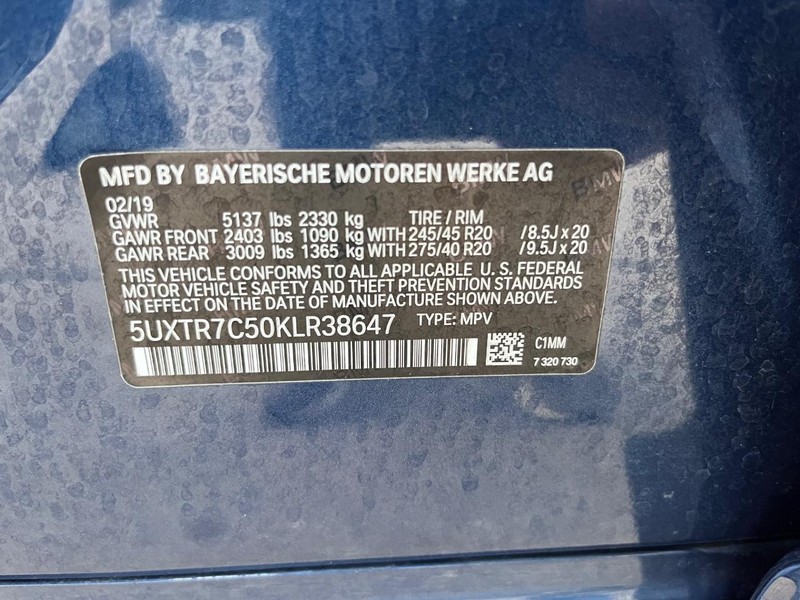 MFD BY BAYERISCHE MOTOREN WERKE AG
02/19
GVWR 5137 lbs 2330 kg TIRE / RIM
GAWR FRONT 2403 lbs 1090 kg WITH 245/45 R20 /8.5J x 20
GAWR REAR 3009 lbs 1365 kg WITH 275/40 R20 /9.5J x 20
THIS VEHICLE CONFORMS TO ALL APPLICABLE U. S. FEDERAL
MOTOR VEHICLE SAFETY AND THEFT PREVENTION STANDARDS
IN EFFECT ON THE DATE OF MANUFACTURE SHOWN ABOVE.
5UXTR7C50KLR38647 TYPE: MPV
C1MM
7 320 730